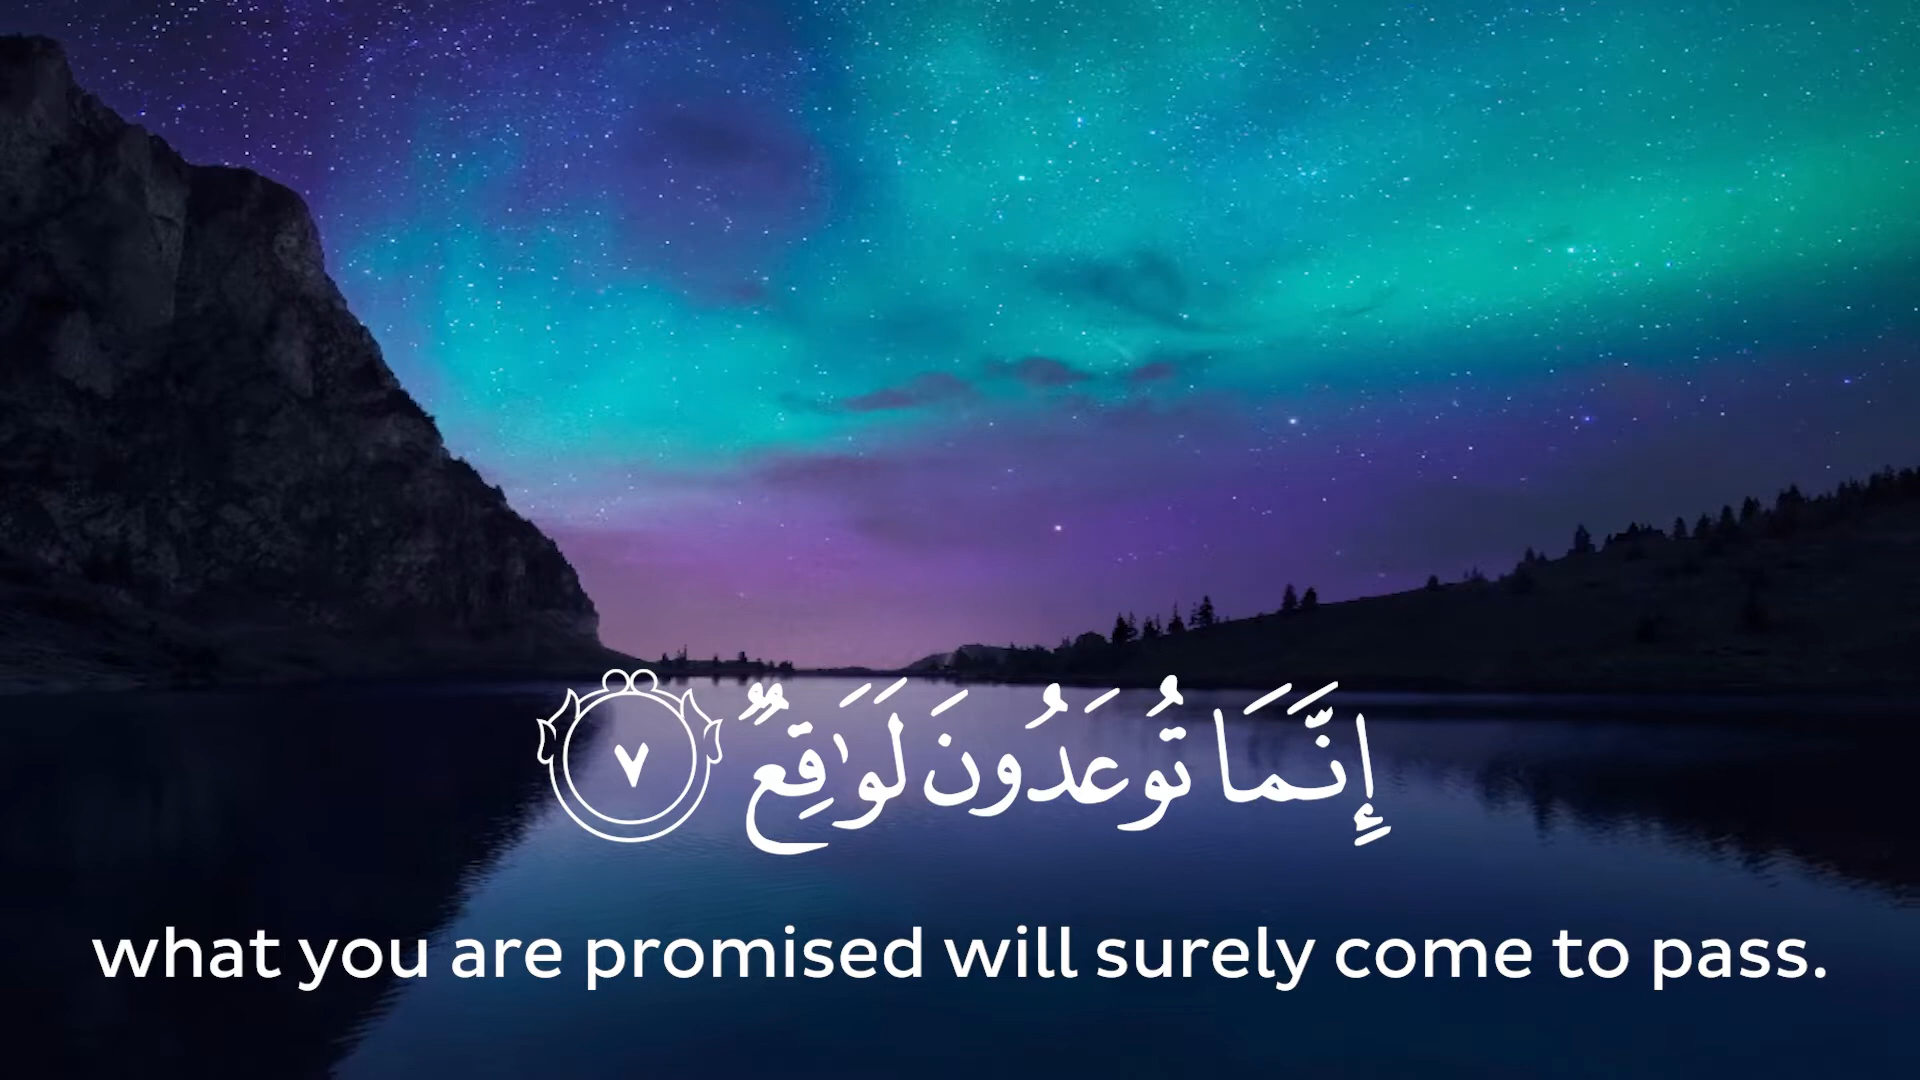 إِنَّمَا تُوعَدُونَ لَوَٰقِعٌ ٧
what you are promised will surely come to pass.